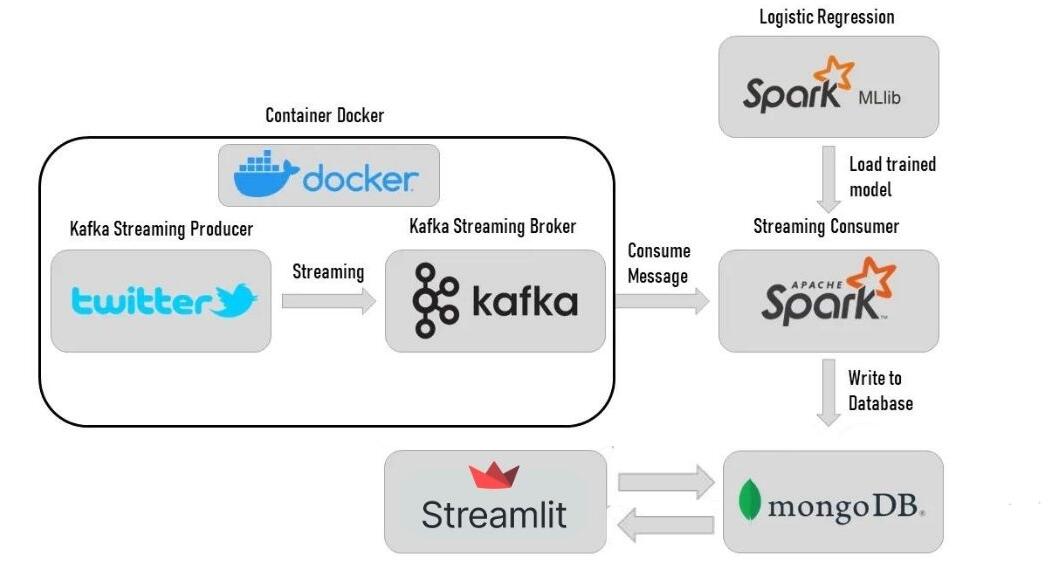 Logistic Regression
Spark MLlib
Container Docker
docker
Load trained
model
Kafka Streaming Producer
Kafka Streaming Broker
Streaming Consumer
twitter
Streaming
kafka
Consume
Message
APACHE
Spark™
Write to
Database
Streamlit
mongoDB®